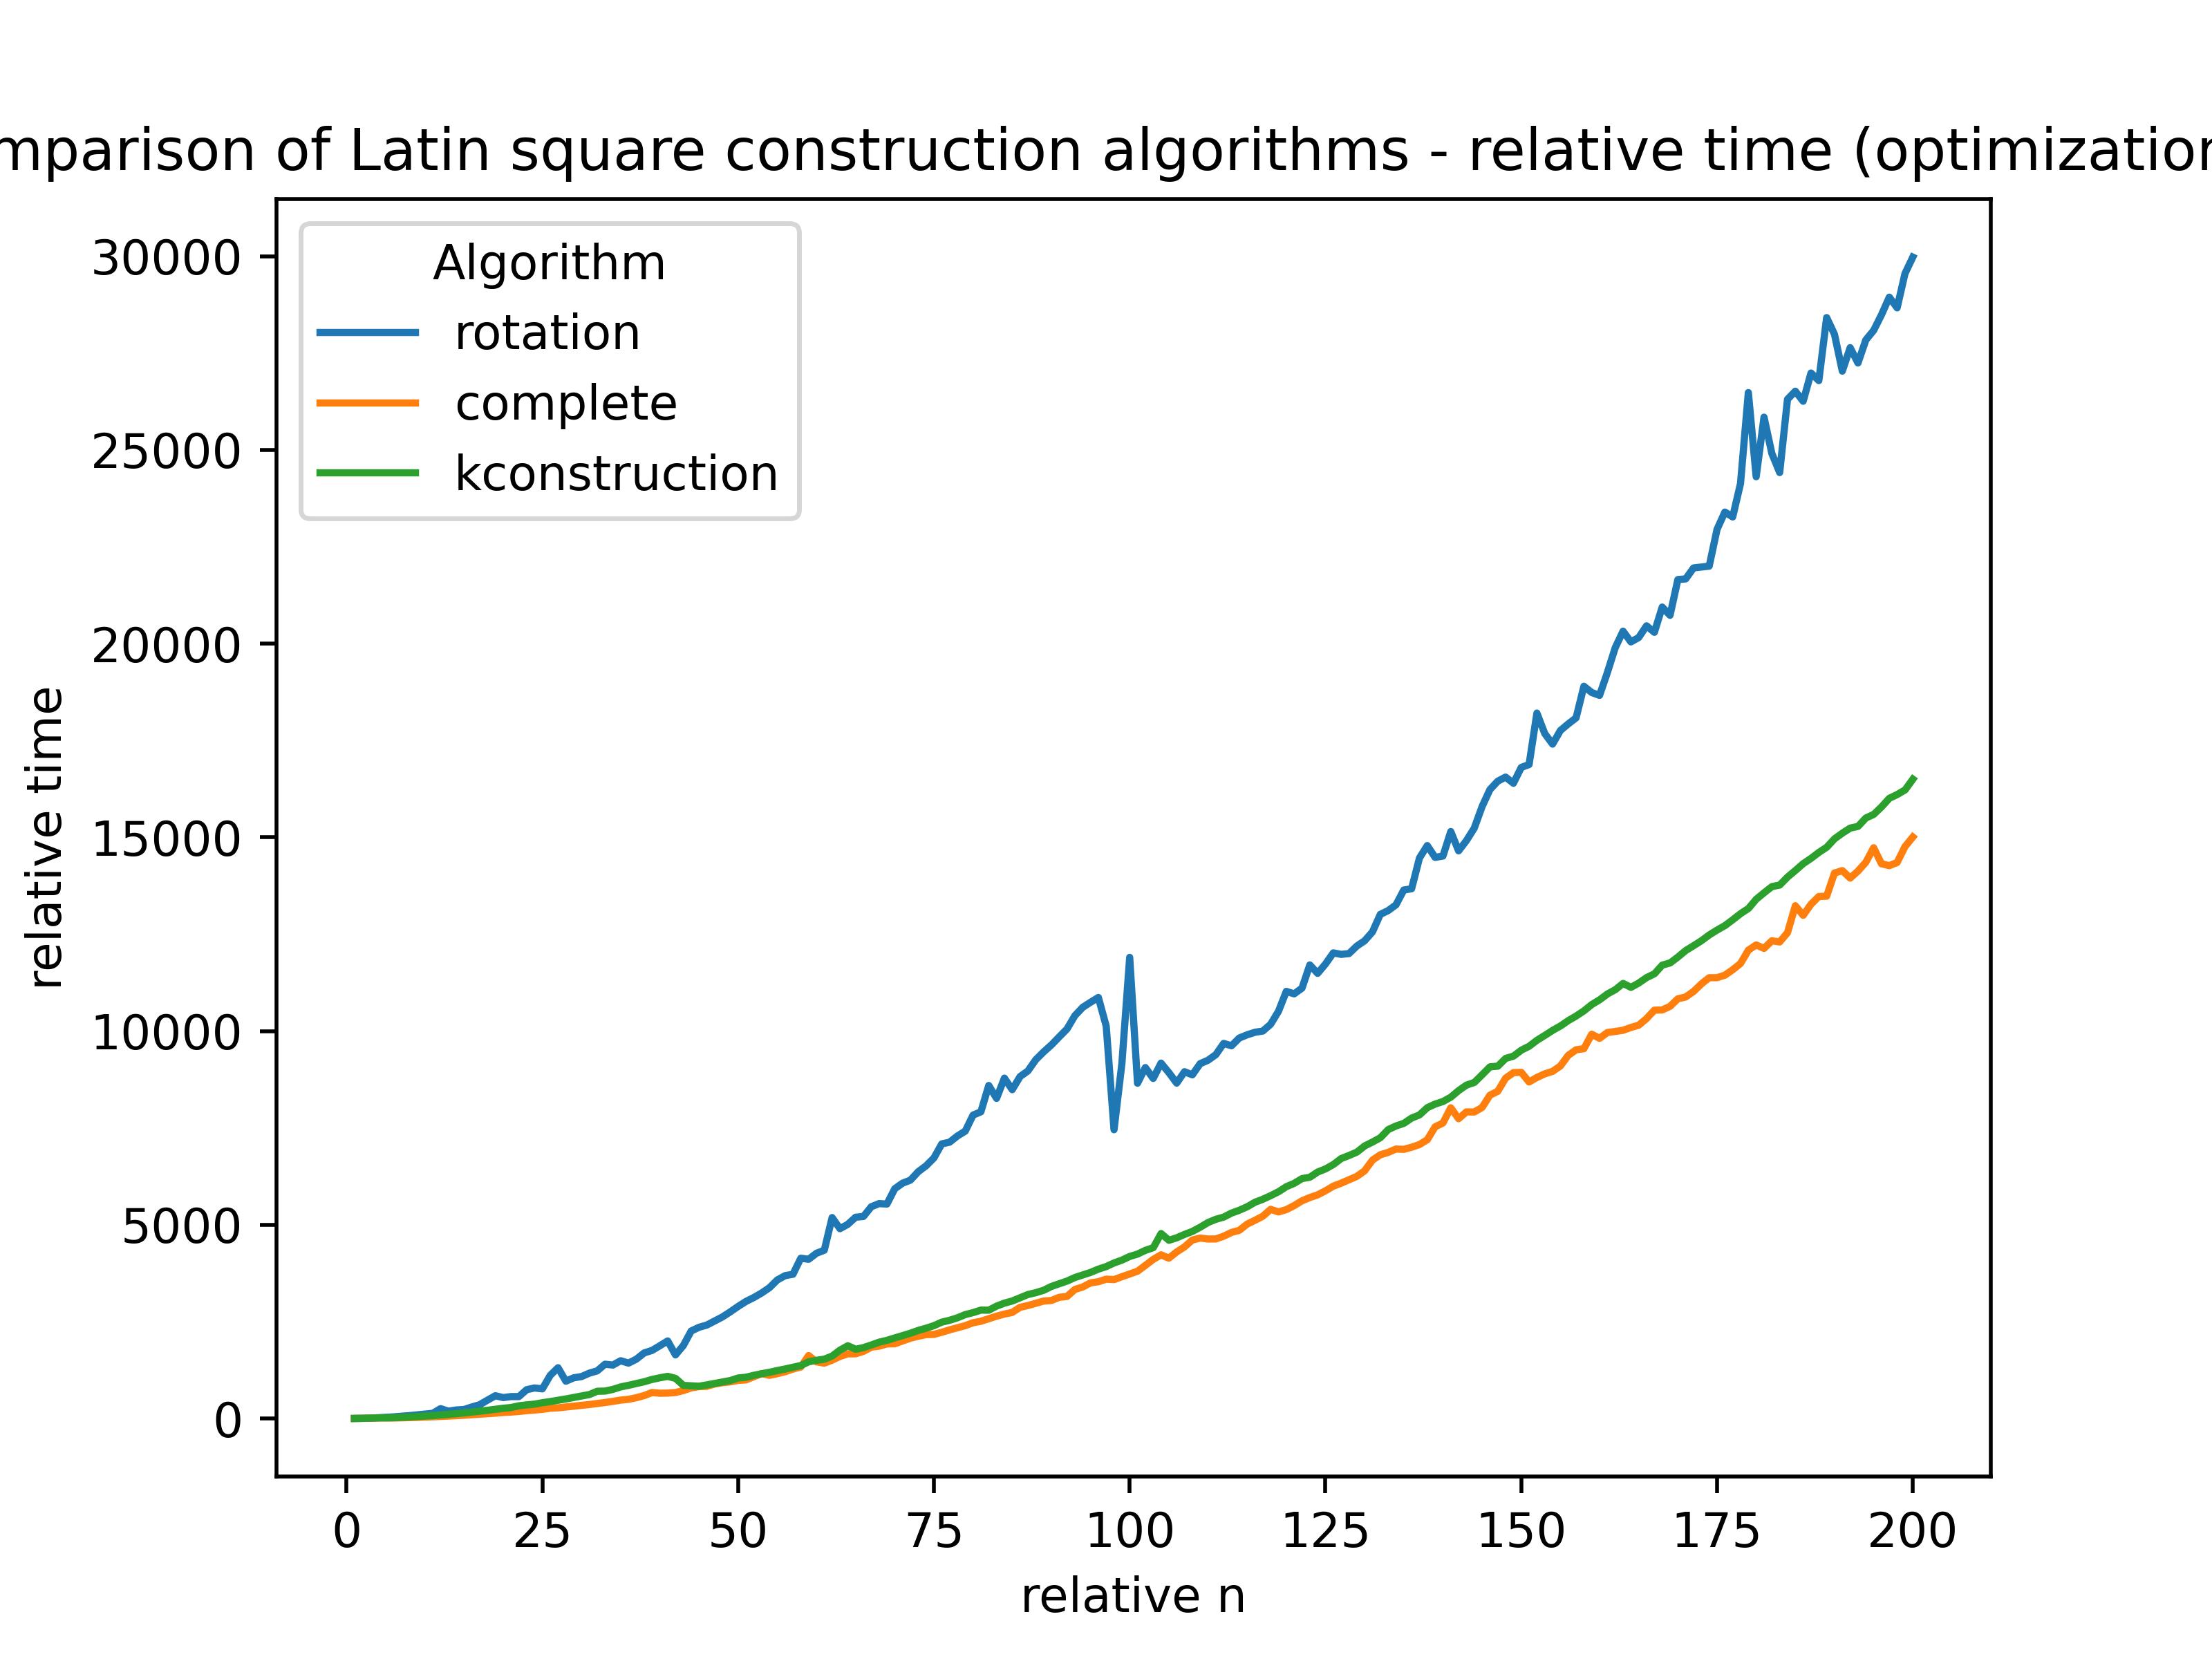 mparison of Latin square construction algorithms - relative time (optimization
Algorithm
rotation
complete
kconstruction
30000
25000
20000
15000
10000
5000
0
relative time
0 25 50 75 100 125 150 175 200
relative n